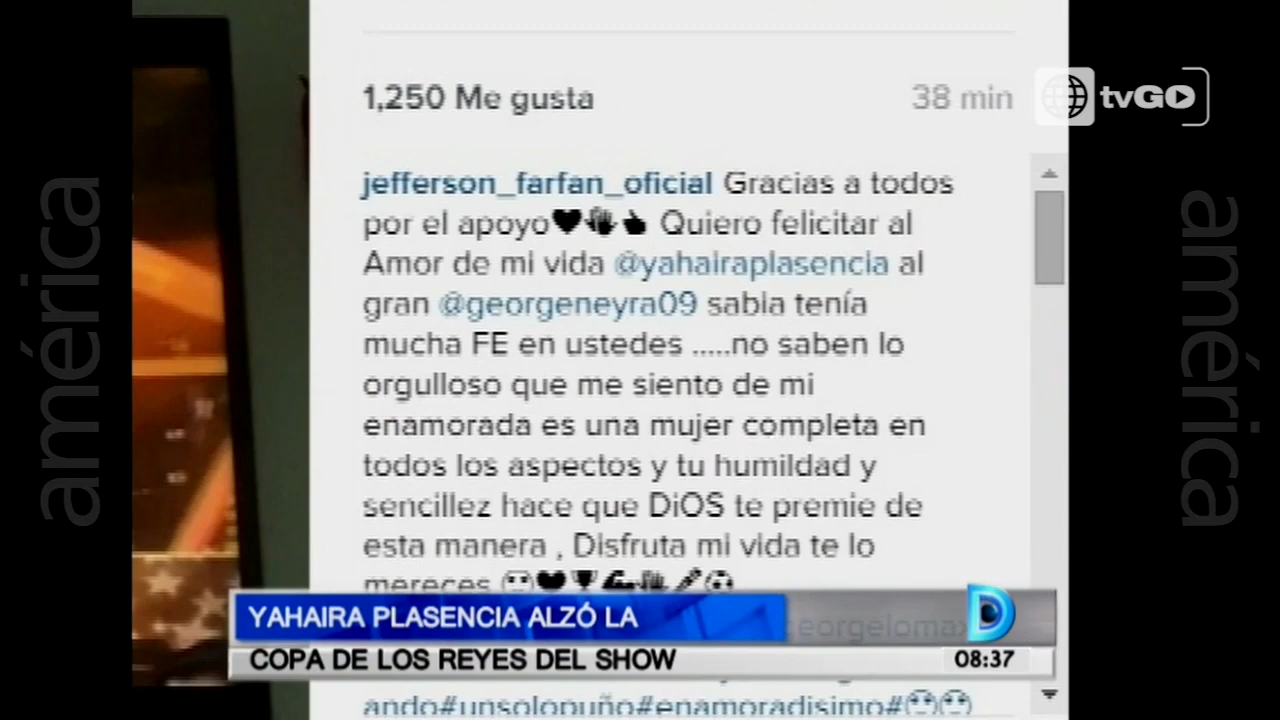 1,250 Me gusta
38 min
tvGO
jefferson_farfan_oficial Gracias a todos
por el apoyo🖤👋👍 Quiero felicitar al
Amor de mi vida @yahairaplasencia al
gran @georgeneyra09 sabia tenía
mucha FE en ustedes .....no saben lo
orgulloso que me siento de mi
enamorada es una mujer completa en
todos los aspectos y tu humildad y
sencillez hace que DiOS te premie de
esta manera , Disfruta mi vida te lo
mereces
YAHAIRA PLASENCIA ALZÓ LA
D
COPA DE LOS REYES DEL SHOW
08:37
ando#unsolopuño#enamoradisimo#
américa
américa